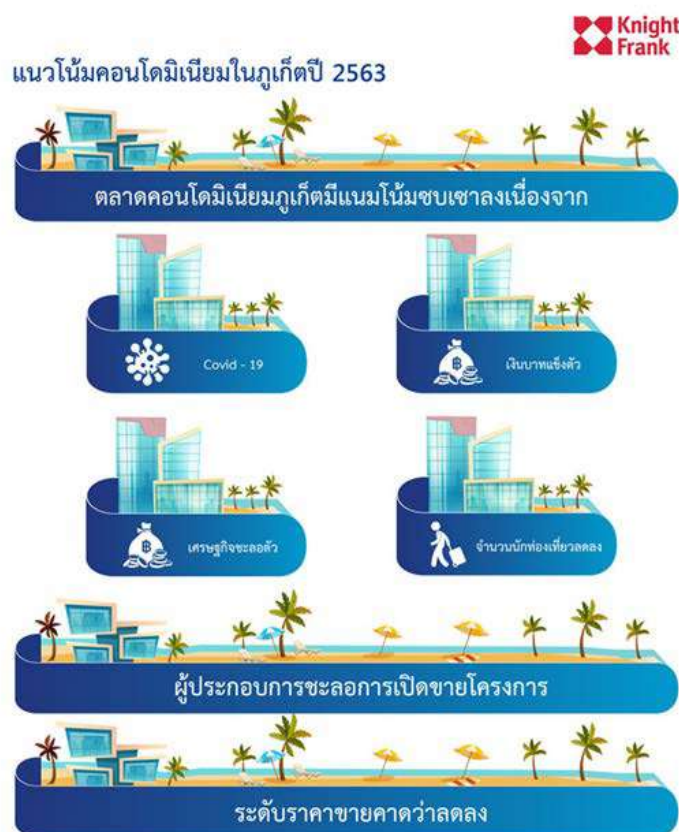 Knight
Frank
แนวโน้มคอนโดมิเนียมในภูเก็ตปี 2563
ตลาดคอนโดมิเนียมภูเก็ตมีแนมโน้มซบเซาลงเนื่องจาก
Covid - 19
เงินบาทแข็งตัว
เศรษฐกิจชะลอตัว
จำนวนนักท่องเที่ยวลดลง
ผู้ประกอบการชะลอการเปิดขายโครงการ
ระดับราคาขายคาดว่าลดลง